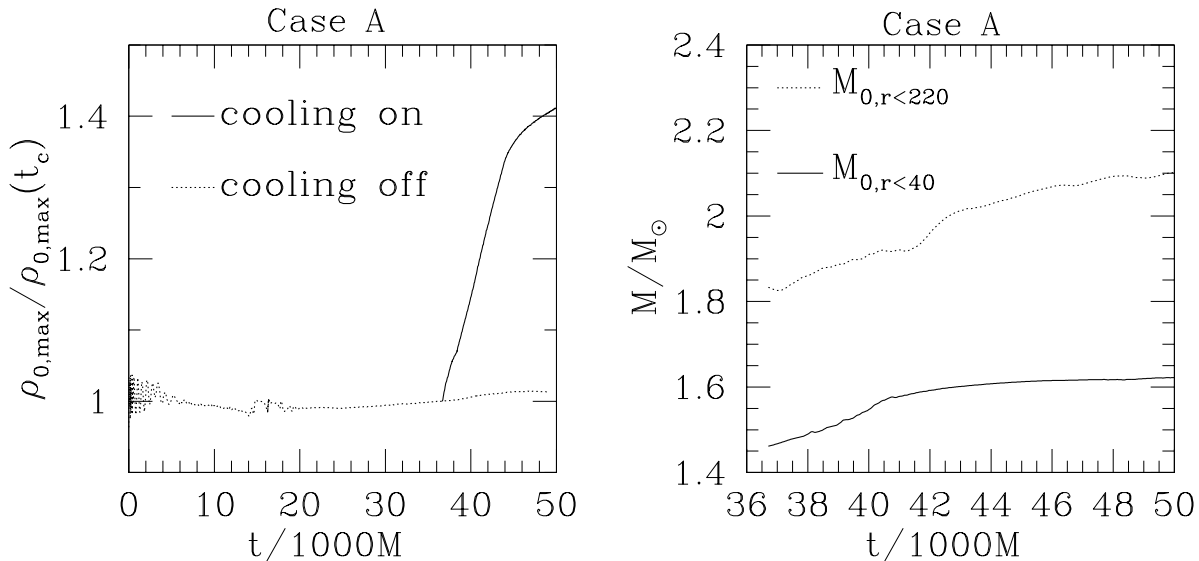 Case A
ρ0,max/ρ0,max(tc)
1.4
1.2
1
cooling on
cooling off
0 10 20 30 40 50
t/1000M
Case A
M/M⊙
2.4
2.2
2
1.8
1.6
1.4
M0,r<220
M0,r<40
36 38 40 42 44 46 48 50
t/1000M